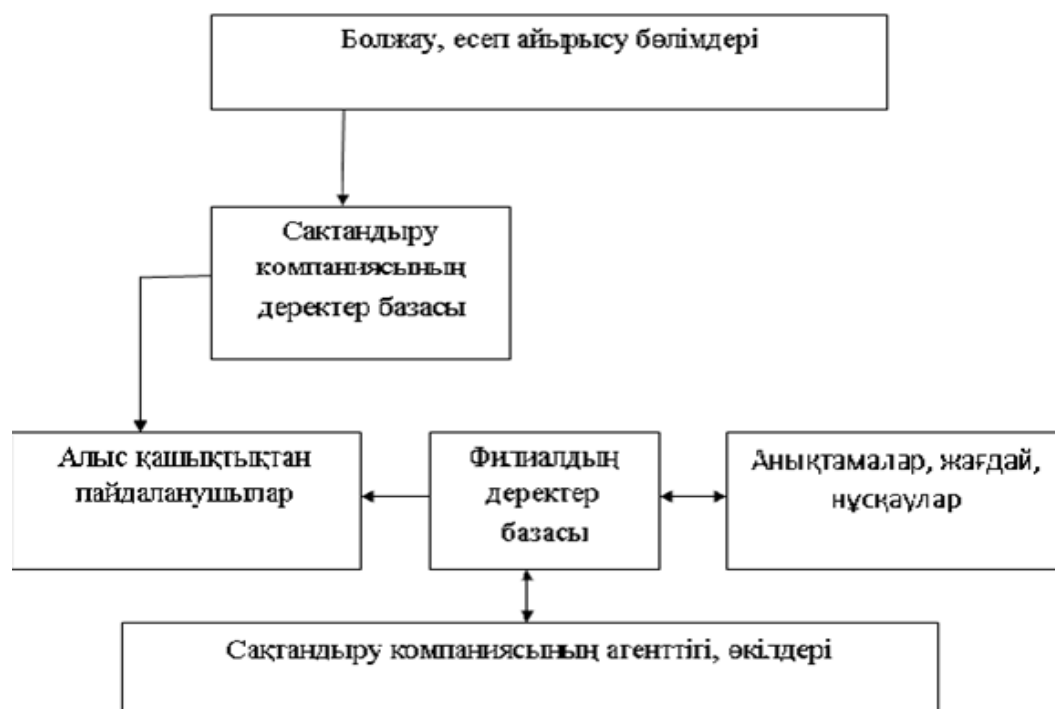 Болжау, есеп айырысу бөлімдері
Сактандыру
компаниясының
деректер базасы
Алыс қашықтықтан
пайдаланушылар
Филиалдың
деректер
базасы
Анықтамалар, жағдай,
нұсқаулар
Сақтандыру компаниясының агенттігі, өкілдері